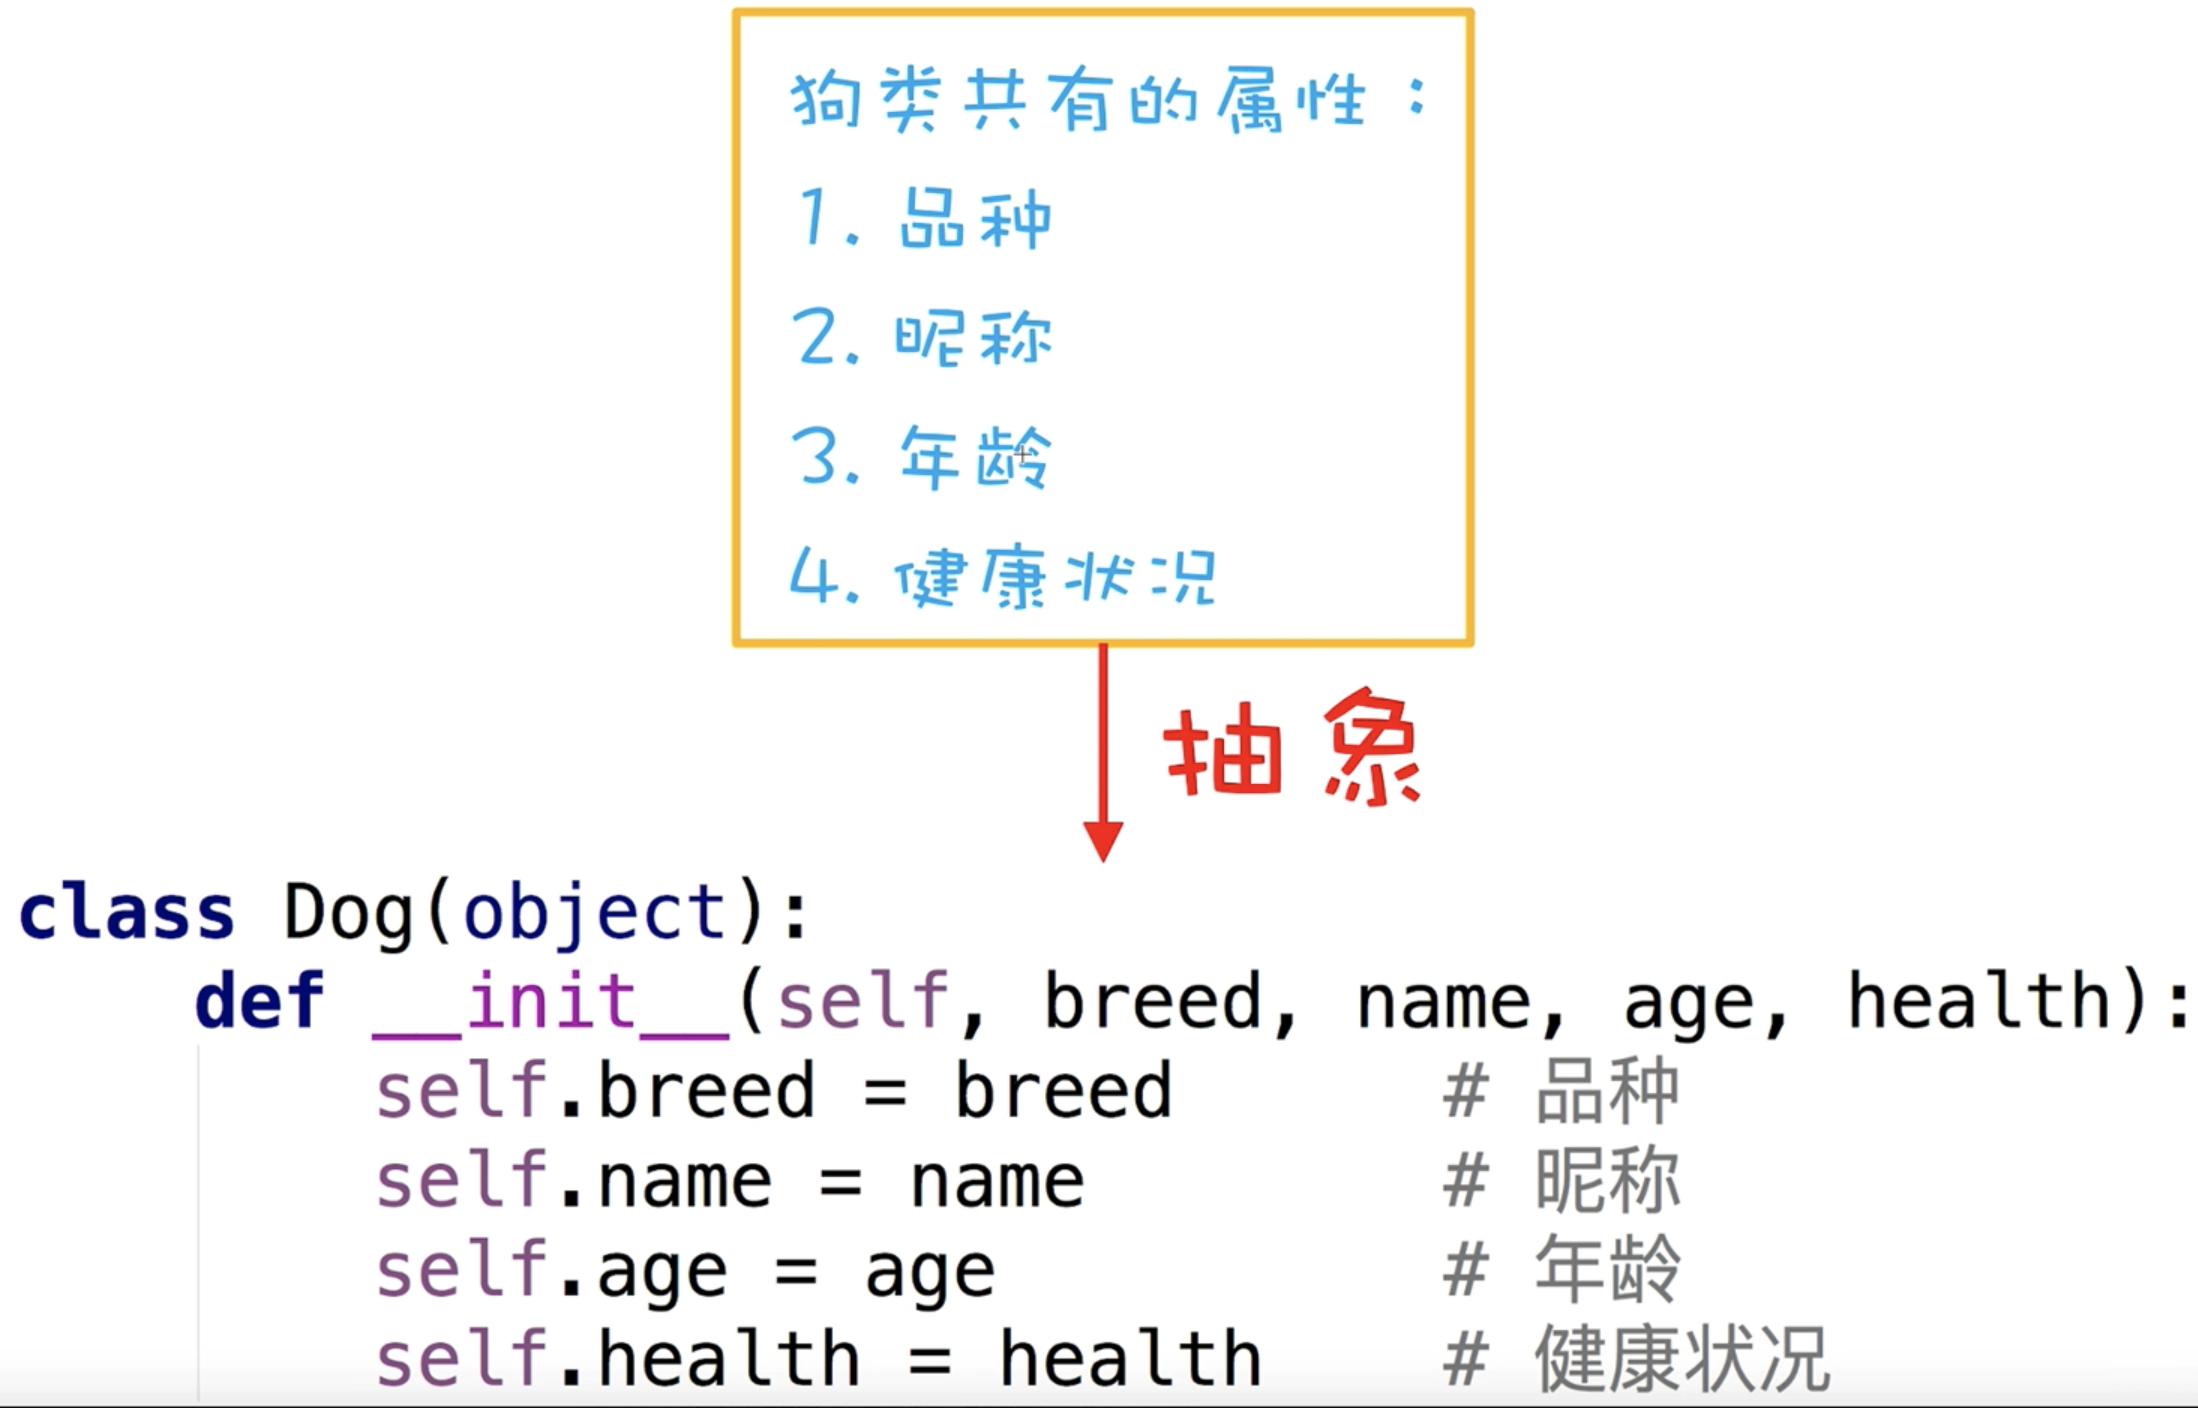 狗类共有的属性：
1. 品种
2. 昵称
3. 年龄
4. 健康状况
抽象
class Dog(object):
    def __init__(self, breed, name, age, health):
        self.breed = breed      # 品种
        self.name = name        # 昵称
        self.age = age          # 年龄
        self.health = health    # 健康状况